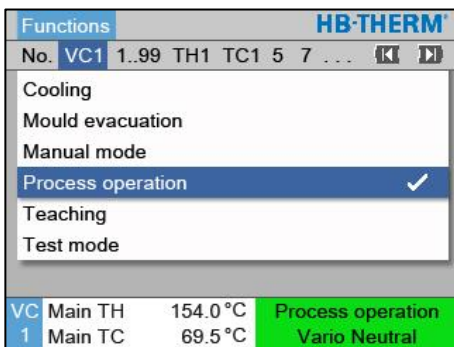 Functions HB-THERM®
No. VC1 1..99 TH1 TC1 5 7 ...
Cooling
Mould evacuation
Manual mode
Process operation
Teaching
Test mode
VC Main TH 154.0 °C Process operation
1 Main TC 69.5 °C Vario Neutral